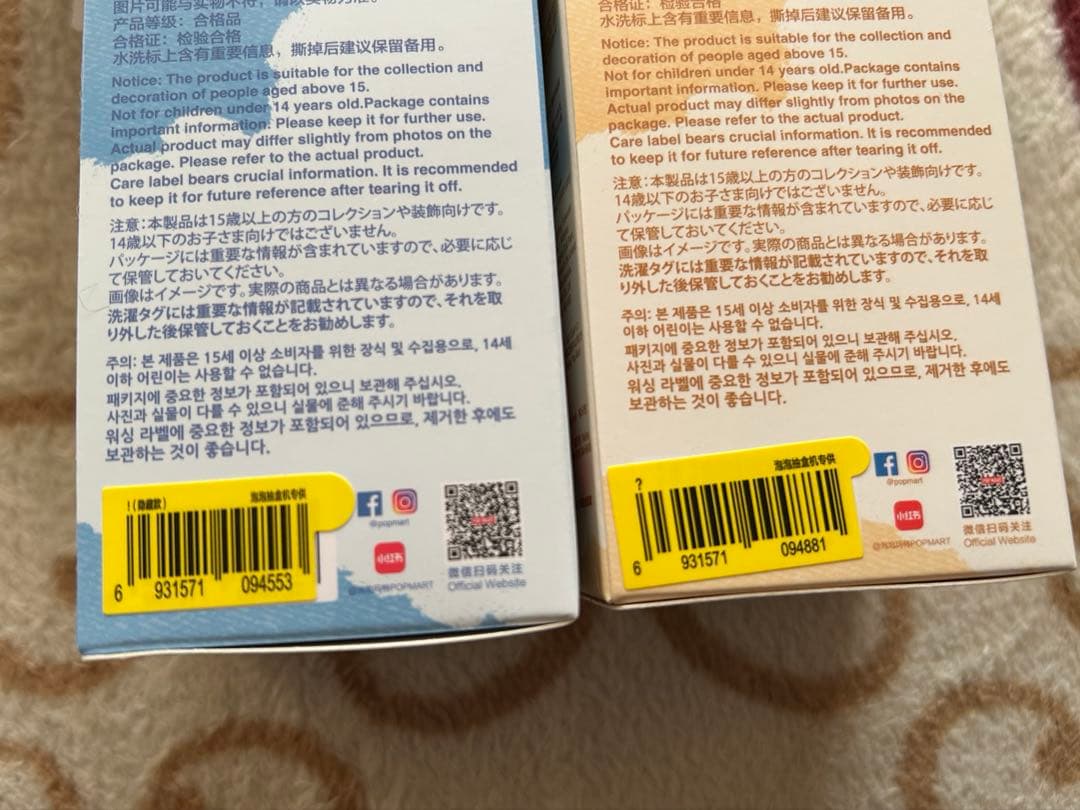 图片可能与实物不符，请以实物为准。
产品等级：合格品
合格证：检验合格
水洗标上含有重要信息，撕掉后建议保留备用。
Notice: The product is suitable for the collection and
decoration of people aged above 15.
Not for children under 14 years old.Package contains
important information. Please keep it for further use.
Actual product may differ slightly from photos on the
package. Please refer to the actual product.
Care label bears crucial information. It is recommended
to keep it for future reference after tearing it off.
注意：本製品は15歳以上の方のコレクションや装飾向けです。
14歳以下のお子さま向けではございません。
パッケージには重要な情報が含まれていますので、必要に応じ
て保管しておいてください。
画像はイメージです。実際の商品とは異なる場合があります。
洗濯タグには重要な情報が記載されていますので、それを取
り外した後保管しておくことをお勧めします。
주의: 본 제품은 15세 이상 소비자를 위한 장식 및 수집용으로, 14세
이하 어린이는 사용할 수 없습니다.
패키지에 중요한 정보가 포함되어 있으니 보관해 주십시오.
사진과 실물이 다를 수 있으니 실물에 준해 주시기 바랍니다.
워싱 라벨에 중요한 정보가 포함되어 있으므로, 제거한 후에도
보관하는 것이 좋습니다.
!（隐藏款） 泡泡抽盒机专供
6 931571 094553
@popmart
小红书
POPMART
微信扫码关注
Official Website
合格证：检验合格
水洗标上含有重要信息，撕掉后建议保留备用。
Notice: The product is suitable for the collection and
decoration of people aged above 15.
Not for children under 14 years old.Package contains
important information. Please keep it for further use.
Actual product may differ slightly from photos on the
package. Please refer to the actual product.
Care label bears crucial information. It is recommended
to keep it for future reference after tearing it off.
注意：本製品は15歳以上の方のコレクションや装飾向けです。
14歳以下のお子さま向けではございません。
パッケージには重要な情報が含まれていますので、必要に応じ
て保管しておいてください。
画像はイメージです。実際の商品とは異なる場合があります。
洗濯タグには重要な情報が記載されていますので、それを取
り外した後保管しておくことをお勧めします。
주의: 본 제품은 15세 이상 소비자를 위한 장식 및 수집용으로, 14세
이하 어린이는 사용할 수 없습니다.
패키지에 중요한 정보가 포함되어 있으니 보관해 주십시오.
사진과 실물이 다를 수 있으니 실물에 준해 주시기 바랍니다.
워싱 라벨에 중요한 정보가 포함되어 있으므로, 제거한 후에도
보관하는 것이 좋습니다.
? 泡泡抽盒机专供
6 931571 094881
@popmart
小红书
POPMART
微信扫码关注
Official Website